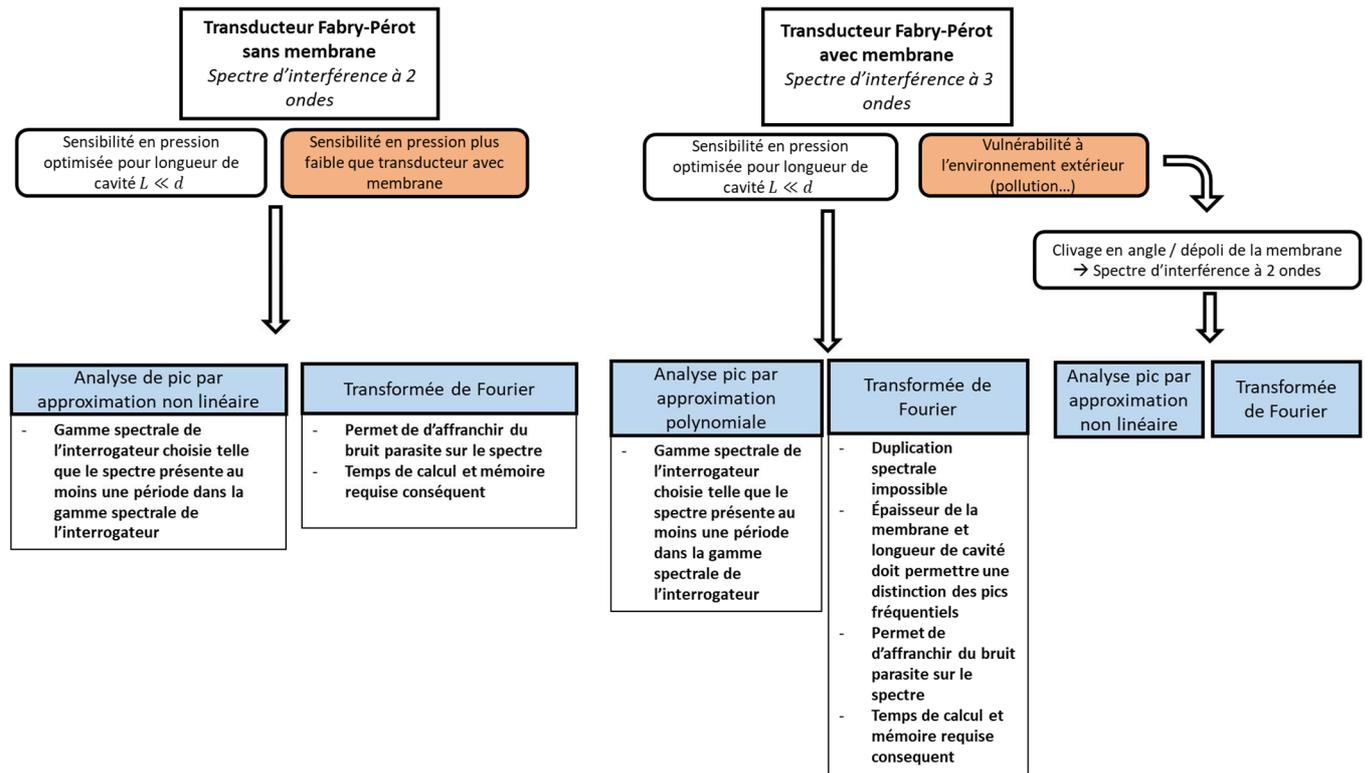 Transducteur Fabry-Pérot
sans membrane
Spectre d'interférence à 2
ondes
Sensibilité en pression
optimisée pour longueur de
cavité L ≪ d
Sensibilité en pression plus
faible que transducteur avec
membrane
Analyse de pic par
approximation non linéaire
- Gamme spectrale de
l'interrogateur choisie telle
que le spectre présente au
moins une période dans la
gamme spectrale de
l'interrogateur
Transformée de Fourier
- Permet de d'affranchir du
bruit parasite sur le spectre
- Temps de calcul et mémoire
requise conséquent
Transducteur Fabry-Pérot
avec membrane
Spectre d'interférence à 3
ondes
Sensibilité en pression
optimisée pour longueur de
cavité L ≪ d
Vulnérabilité à
l'environnement extérieur
(pollution...)
Clivage en angle / dépoli de la membrane
→ Spectre d'interférence à 2 ondes
Analyse pic par
approximation
polynomiale
- Gamme spectrale de
l'interrogateur
choisie telle que le
spectre présente au
moins une période
dans la gamme
spectrale de
l'interrogateur
Transformée de
Fourier
- Duplication
spectrale
impossible
- Épaisseur de la
membrane et
longueur de cavité
doit permettre une
distinction des pics
fréquentiels
- Permet de
d'affranchir du bruit
parasite sur le
spectre
- Temps de calcul et
mémoire requise
consequent
Analyse pic par
approximation
non linéaire
Transformée
de Fourier